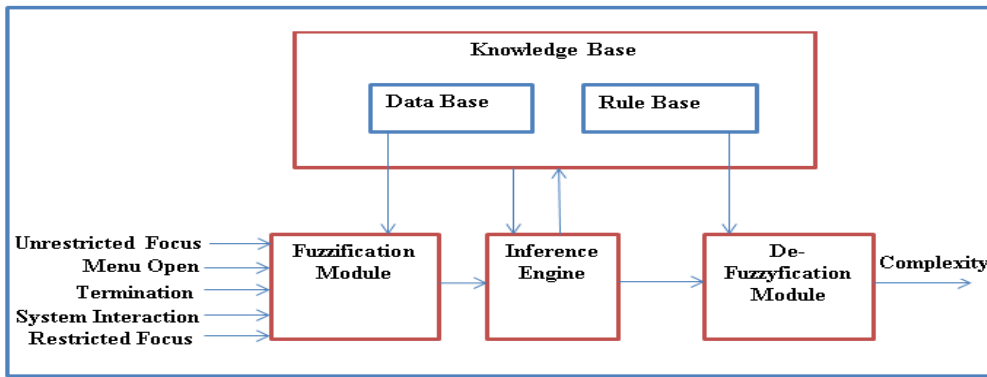 Knowledge Base
Data Base
Rule Base
Unrestricted Focus
Menu Open
Termination
System Interaction
Restricted Focus
Fuzzification
Module
Inference
Engine
De-
Fuzzyfication
Module
Complexity